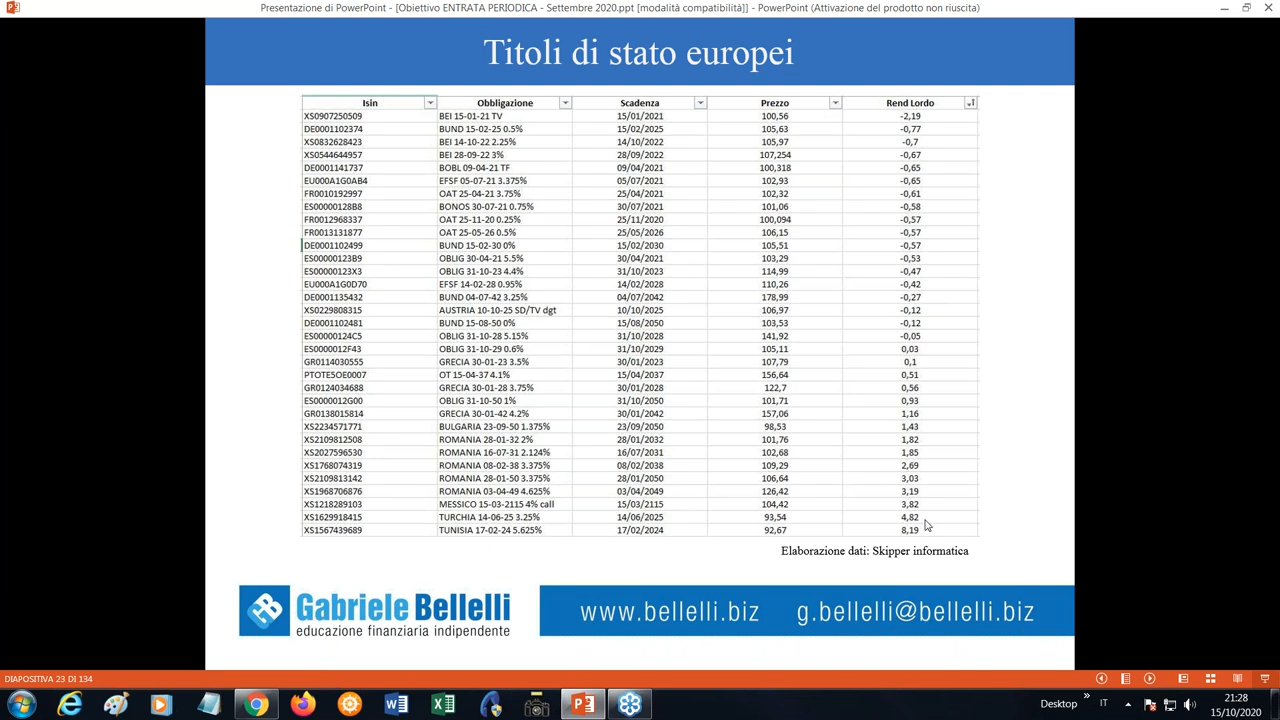 Presentazione di PowerPoint - [Obiettivo ENTRATA PERIODICA - Settembre 2020.ppt [modalità compatibilità]] - PowerPoint (Attivazione del prodotto non riuscita)
Titoli di stato europei
Isin Obbligazione Scadenza Prezzo Rend Lordo
XS0907250509 BEI 15-01-21 TV 15/01/2021 100,56 -2,19
DE0001102374 BUND 15-02-25 0.5% 15/02/2025 105,63 -0,77
XS0832628423 BEI 14-10-22 2.25% 14/10/2022 105,97 -0,7
XS0544644957 BEI 28-09-22 3% 28/09/2022 107,254 -0,67
DE0001141737 BOBL 09-04-21 TF 09/04/2021 100,318 -0,65
EU000A1G0AB4 EFSF 05-07-21 3.375% 05/07/2021 102,93 -0,65
FR0010192997 OAT 25-04-21 3.75% 25/04/2021 102,32 -0,61
ES00000128B8 BONOS 30-07-21 0.75% 30/07/2021 101,06 -0,58
FR0012968337 OAT 25-11-20 0.25% 25/11/2020 100,094 -0,57
FR0013131877 OAT 25-05-26 0.5% 25/05/2026 106,15 -0,57
DE0001102499 BUND 15-02-30 0% 15/02/2030 105,51 -0,57
ES00000123B9 OBLIG 30-04-21 5.5% 30/04/2021 103,29 -0,53
ES00000123X3 OBLIG 31-10-23 4.4% 31/10/2023 114,99 -0,47
EU000A1G0D70 EFSF 14-02-28 0.95% 14/02/2028 110,26 -0,42
DE0001135432 BUND 04-07-42 3.25% 04/07/2042 178,99 -0,27
XS0229808315 AUSTRIA 10-10-25 SD/TV dgt 10/10/2025 106,97 -0,12
DE0001102481 BUND 15-08-50 0% 15/08/2050 103,53 -0,12
ES00000124C5 OBLIG 31-10-28 5.15% 31/10/2028 141,92 -0,05
ES0000012F43 OBLIG 31-10-29 0.6% 31/10/2029 105,11 0,03
GR0114030555 GRECIA 30-01-23 3.5% 30/01/2023 107,79 0,1
PTOTE5OE0007 OT 15-04-37 4.1% 15/04/2037 156,64 0,51
GR0124034688 GRECIA 30-01-28 3.75% 30/01/2028 122,7 0,56
ES0000012G00 OBLIG 31-10-50 1% 31/10/2050 101,71 0,93
GR0138015814 GRECIA 30-01-42 4.2% 30/01/2042 157,06 1,16
XS2234571771 BULGARIA 23-09-50 1.375% 23/09/2050 98,53 1,43
XS2109812508 ROMANIA 28-01-32 2% 28/01/2032 101,76 1,82
XS2027596530 ROMANIA 16-07-31 2.124% 16/07/2031 102,68 1,85
XS1768074319 ROMANIA 08-02-38 3.375% 08/02/2038 109,29 2,69
XS2109813142 ROMANIA 28-01-50 3.375% 28/01/2050 106,64 3,03
XS1968706876 ROMANIA 03-04-49 4.625% 03/04/2049 126,42 3,19
XS1218289103 MESSICO 15-03-2115 4% call 15/03/2115 104,42 3,82
XS1629918415 TURCHIA 14-06-25 3.25% 14/06/2025 93,54 4,82
XS1567439689 TUNISIA 17-02-24 5.625% 17/02/2024 92,67 8,19
Elaborazione dati: Skipper informatica
Gabriele Bellelli
educazione finanziaria indipendente
www.bellelli.biz g.bellelli@bellelli.biz
DIAPOSITIVA 23 DI 134
Desktop » IT
21:28
15/10/2020